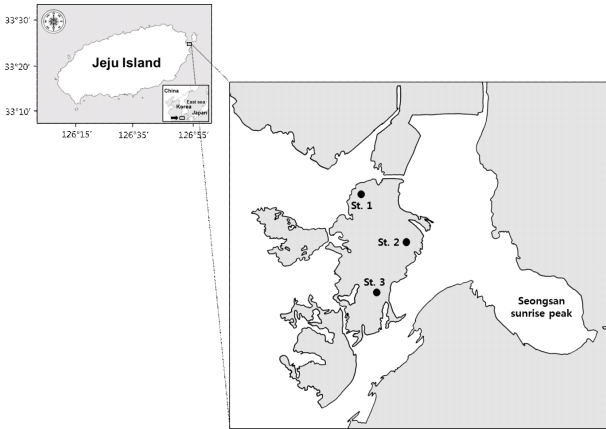 33°30'
33°20'
33°10'
Jeju Island
China
East sea
Korea
Japan
126°15'
126°35'
126°55'
St. 1
St. 2
St. 3
Seongsan
sunrise peak